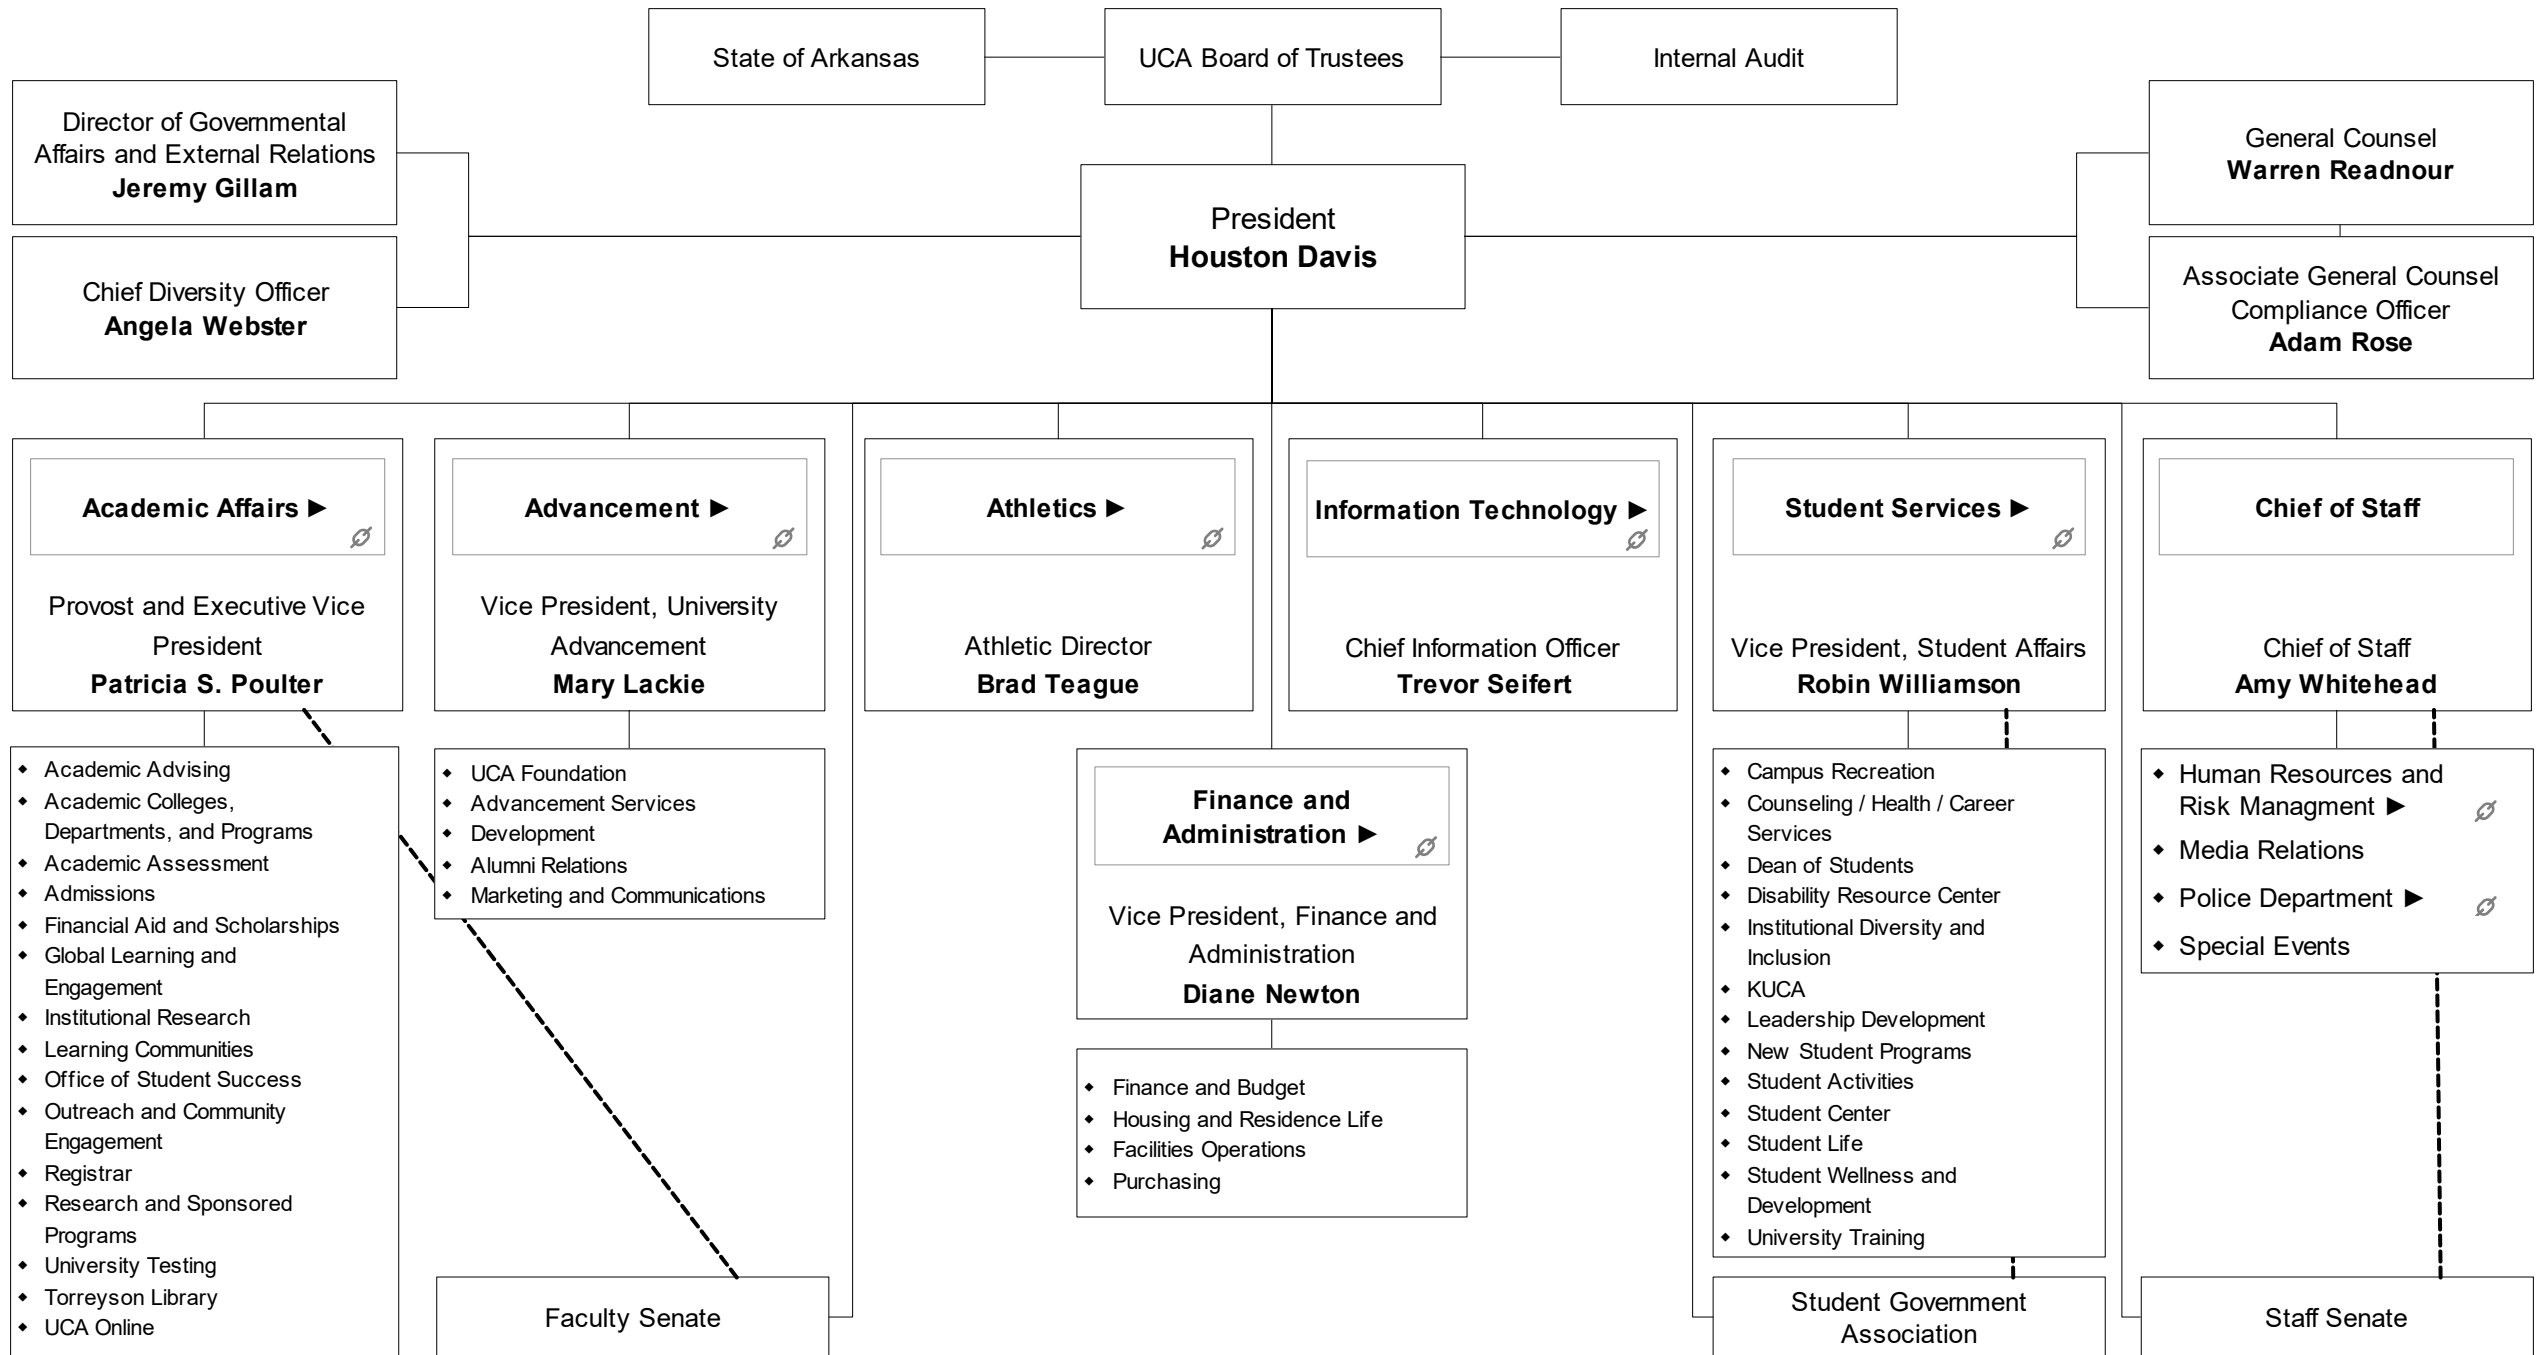 State of Arkansas
UCA Board of Trustees
Internal Audit
Director of Governmental
Affairs and External Relations
Jeremy Gillam
Chief Diversity Officer
Angela Webster
President
Houston Davis
General Counsel
Warren Readnour
Associate General Counsel
Compliance Officer
Adam Rose
Academic Affairs ►
Provost and Executive Vice
President
Patricia S. Poulter
Advancement ►
Vice President, University
Advancement
Mary Lackie
Athletics ►
Athletic Director
Brad Teague
Information Technology ►
Chief Information Officer
Trevor Seifert
Student Services ►
Vice President, Student Affairs
Robin Williamson
Chief of Staff
Chief of Staff
Amy Whitehead
◆ Academic Advising
◆ Academic Colleges,
Departments, and Programs
◆ Academic Assessment
◆ Admissions
◆ Financial Aid and Scholarships
◆ Global Learning and
Engagement
◆ Institutional Research
◆ Learning Communities
◆ Office of Student Success
◆ Outreach and Community
Engagement
◆ Registrar
◆ Research and Sponsored
Programs
◆ University Testing
◆ Torreyson Library
◆ UCA Online
◆ UCA Foundation
◆ Advancement Services
◆ Development
◆ Alumni Relations
◆ Marketing and Communications
Finance and
Administration ►
Vice President, Finance and
Administration
Diane Newton
◆ Finance and Budget
◆ Housing and Residence Life
◆ Facilities Operations
◆ Purchasing
◆ Campus Recreation
◆ Counseling / Health / Career
Services
◆ Dean of Students
◆ Disability Resource Center
◆ Institutional Diversity and
Inclusion
◆ KUCA
◆ Leadership Development
◆ New Student Programs
◆ Student Activities
◆ Student Center
◆ Student Life
◆ Student Wellness and
Development
◆ University Training
◆ Human Resources and
Risk Managment ►
◆ Media Relations
◆ Police Department ►
◆ Special Events
Faculty Senate
Student Government
Association
Staff Senate